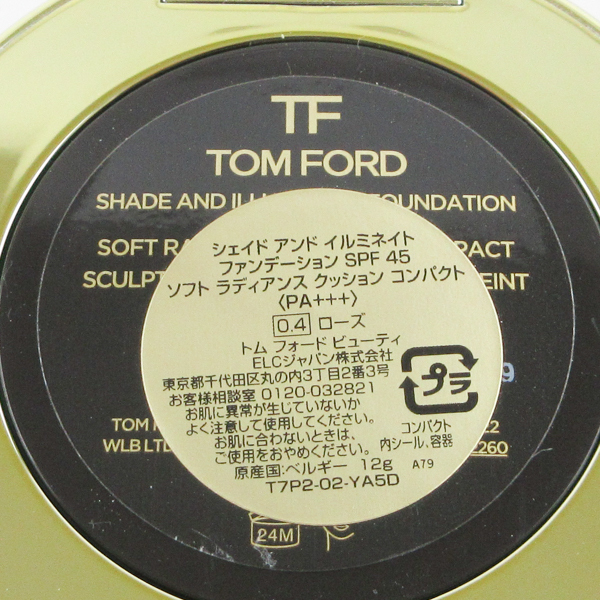 TF
TOM FORD
SHADE AND FOUNDATION
SOFT
SCULPT
シェイド アンド イルミネイト
ファンデーション SPF 45
ソフト ラディアンス クッション コンパクト
〈PA+++〉
0.4 ローズ
トム フォード ビューティ
ELCジャパン株式会社
東京都千代田区丸の内3丁目2番3号
お客様相談室 0120-032821
お肌に異常が生じていないか
よく注意して使用してください。
お肌に合わないときは、
ご使用をおやめください。
原産国:ベルギー 12g
A79
T7P2-02-YA5D
プラ
コンパクト
内シール、容器
9
TOM
WLB LTD
2260
24M